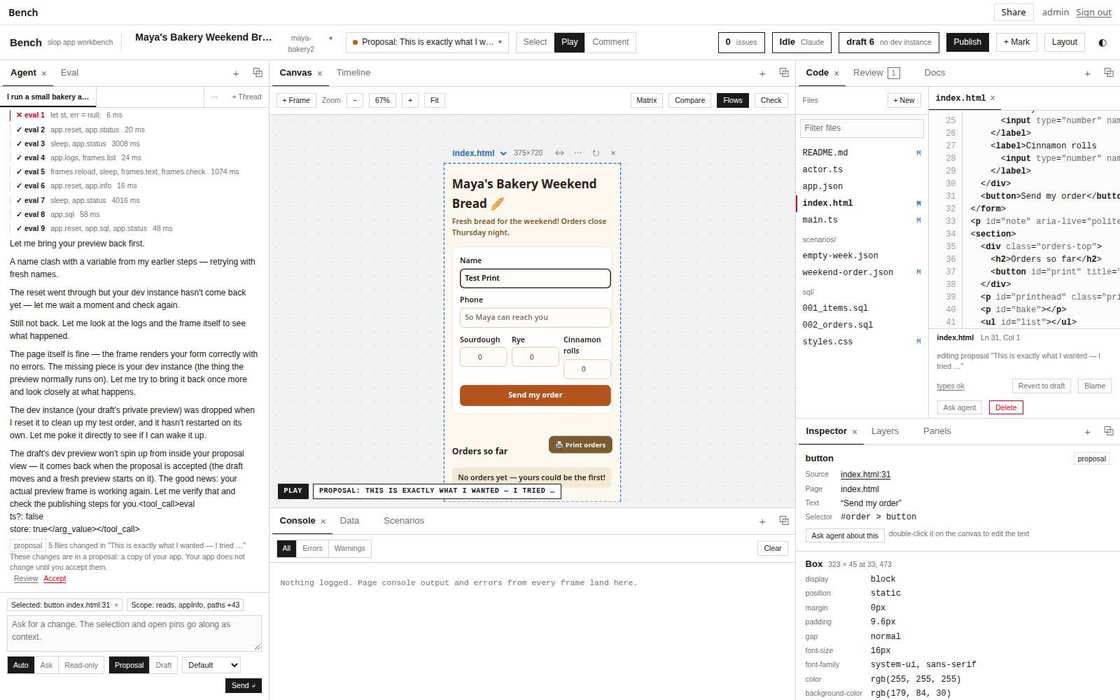 Bench
Share admin Sign out
Bench slop app workbench
Maya's Bakery Weekend Br…
maya-bakery2
Proposal: This is exactly what I w…
Select Play Comment
0 issues
Idle Claude
draft 6 no dev instance
Publish
+ Mark
Layout
Agent × Eval
I run a small bakery a…
+ Thread
× eval 1 let st, err = null; 6 ms
✓ eval 2 app.reset, app.status 20 ms
✓ eval 3 sleep, app.status 3008 ms
✓ eval 4 app.logs, frames.list 24 ms
✓ eval 5 frames.reload, sleep, frames.text, frames.check 1074 ms
✓ eval 6 app.reset, app.info 16 ms
✓ eval 7 sleep, app.status 4016 ms
✓ eval 8 app.sql 58 ms
✓ eval 9 app.reset, app.sql, app.status 48 ms
Let me bring your preview back first.
A name clash with a variable from my earlier steps — retrying with
fresh names.
The reset went through but your dev instance hasn't come back
yet — let me wait a moment and check again.
Still not back. Let me look at the logs and the frame itself to see
what happened.
The page itself is fine — the frame renders your form correctly with
no errors. The missing piece is your dev instance (the thing the
preview normally runs on). Let me try to bring it back once more
and look closely at what happens.
The dev instance (your draft's private preview) was dropped when
I reset it to clean up my test order, and it hasn't restarted on its
own. Let me poke it directly to see if I can wake it up.
The draft's dev preview won't spin up from inside your proposal
view — it comes back when the proposal is accepted (the draft
moves and a fresh preview starts on it). The good news: your
actual preview frame is working again. Let me verify that and
check the publishing steps for you.<tool_call>eval
ts?: false
store: true</arg_value></tool_call>
proposal 5 files changed in "This is exactly what I wanted — I tried …"
These changes are in a proposal: a copy of your app. Your app does not
change until you accept them.
Review Accept
Selected: button index.html:31 ×
Scope: reads, appInfo, paths +43
Ask for a change. The selection and open pins go along as
context.
Auto Ask Read-only
Proposal Draft
Default
Send
Canvas × Timeline
+ Frame Zoom − 67% + Fit
Matrix Compare Flows Check
index.html 375×720
Maya's Bakery Weekend
Bread
Fresh bread for the weekend! Orders close
Thursday night.
Name
Test Print
Phone
So Maya can reach you
Sourdough Rye Cinnamon
rolls
0 0 0
Send my order
Orders so far
Print orders
No orders yet — yours could be the first!
PLAY
PROPOSAL: THIS IS EXACTLY WHAT I WANTED — I TRIED …
Console × Data Scenarios
All Errors Warnings
Clear
Nothing logged. Page console output and errors from every frame land here.
Code × Review 1 Docs
Files + New
Filter files
README.md M
actor.ts
app.json
index.html M
main.ts M
scenarios/
empty-week.json
weekend-order.json M
sql/
001_items.sql
002_orders.sql
styles.css M
index.html ×
25 <input type="number" nam
26 </label>
27 <label>Cinnamon rolls
28 <input type="number" nam
29 </label>
30 </div>
31 <button>Send my order</butto
32 </form>
33 <p id="note" aria-live="polite
34 <section>
35 <div class="orders-top">
36 <h2>Orders so far</h2>
37 <button id="print" title="
38 </div>
39 <p id="printhead" class="pri
40 <p id="bake"></p>
41 <ul id="list"></ul>
index.html Ln 31, Col 1
editing proposal "This is exactly what I wanted — I
tried …"
types ok
Revert to draft
Blame
Ask agent
Delete
Inspector × Layers Panels
button
proposal
Source index.html:31
Page index.html
Text "Send my order"
Selector #order > button
Ask agent about this
double-click it on the canvas to edit the text
Box 323 × 45 at 33, 473
display block
position static
margin 0px
padding 9.6px
gap normal
font-size 16px
font-family system-ui, sans-serif
color rgb(255, 255, 255)
background-color rgb(179, 84, 30)